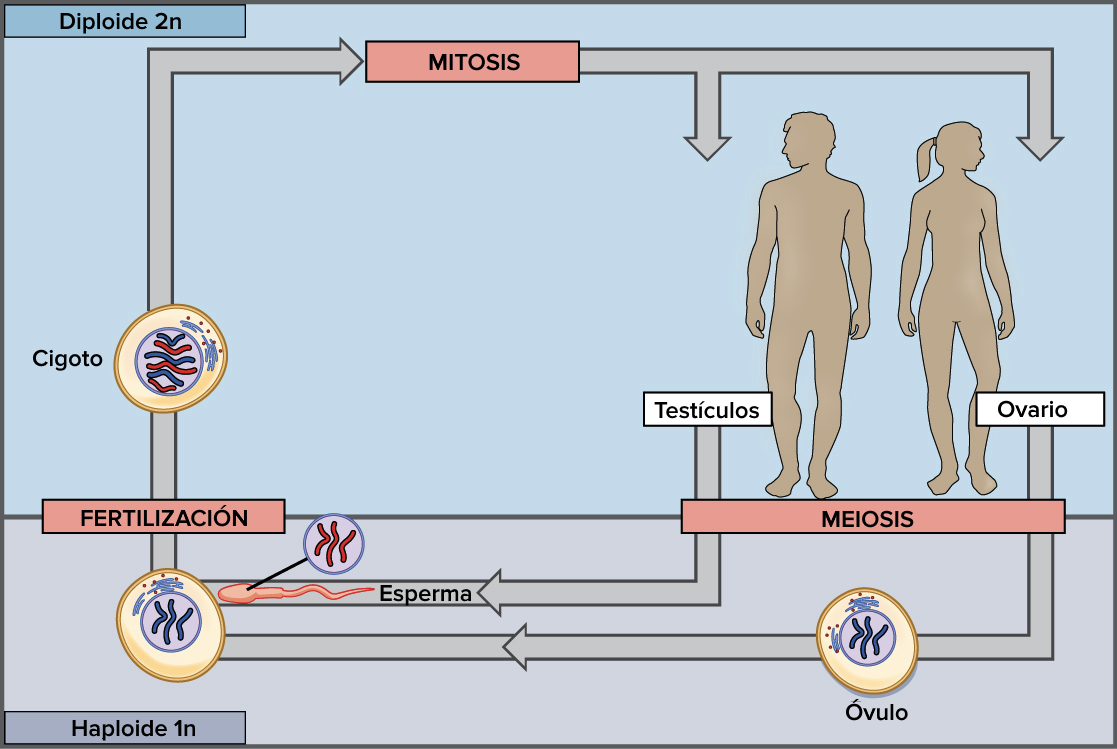 Diploide 2n
MITOSIS
Cigoto
Testículos
Ovario
FERTILIZACIÓN
MEIOSIS
Esperma
Óvulo
Haploide 1n